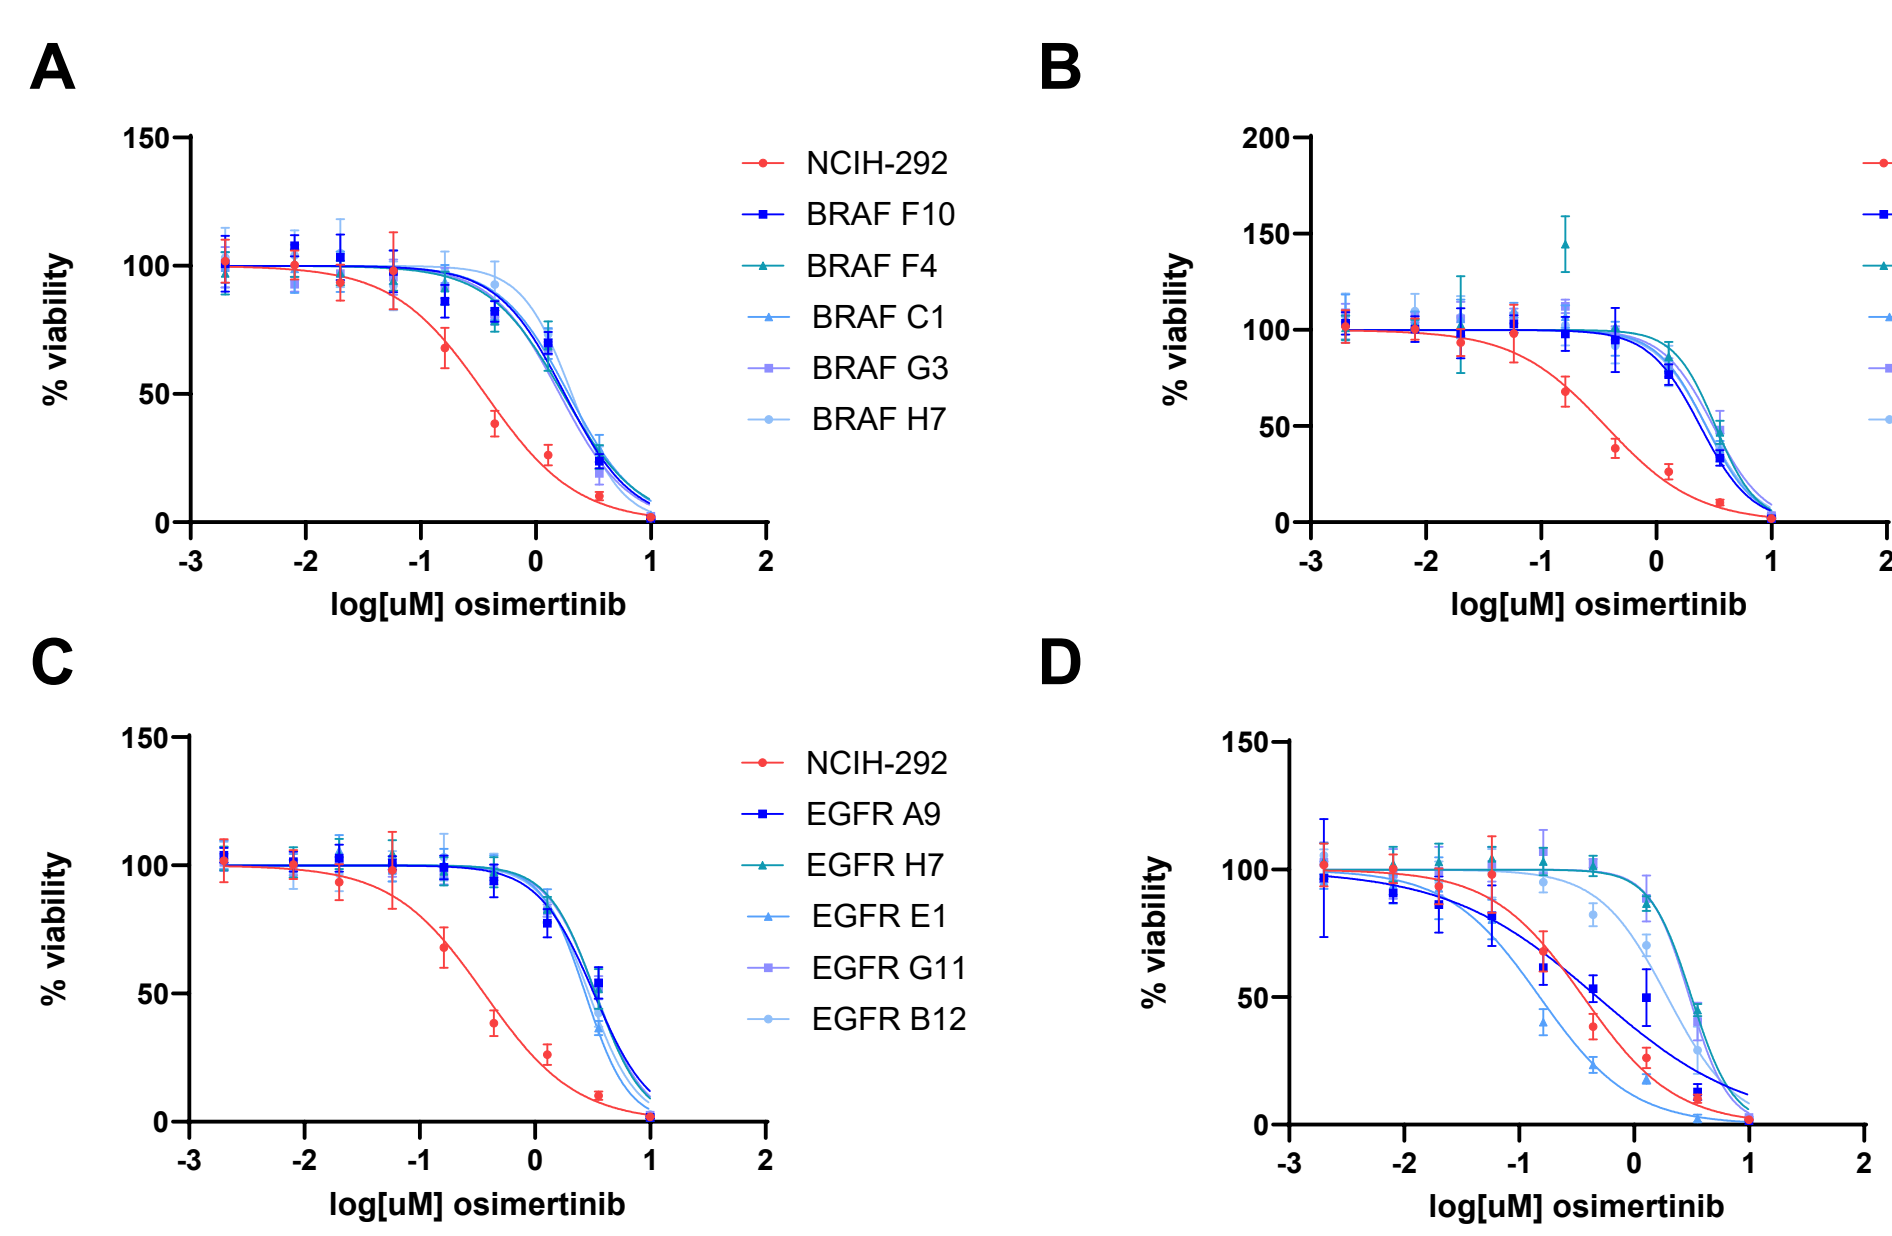 A
150
100
50
0
-3 -2 -1 0 1 2
% viability
log[uM] osimertinib
NCIH-292
BRAF F10
BRAF F4
BRAF C1
BRAF G3
BRAF H7
B
200
150
100
50
0
-3 -2 -1 0 1 2
% viability
log[uM] osimertinib
C
150
100
50
0
-3 -2 -1 0 1 2
% viability
log[uM] osimertinib
NCIH-292
EGFR A9
EGFR H7
EGFR E1
EGFR G11
EGFR B12
D
150
100
50
0
-3 -2 -1 0 1 2
% viability
log[uM] osimertinib